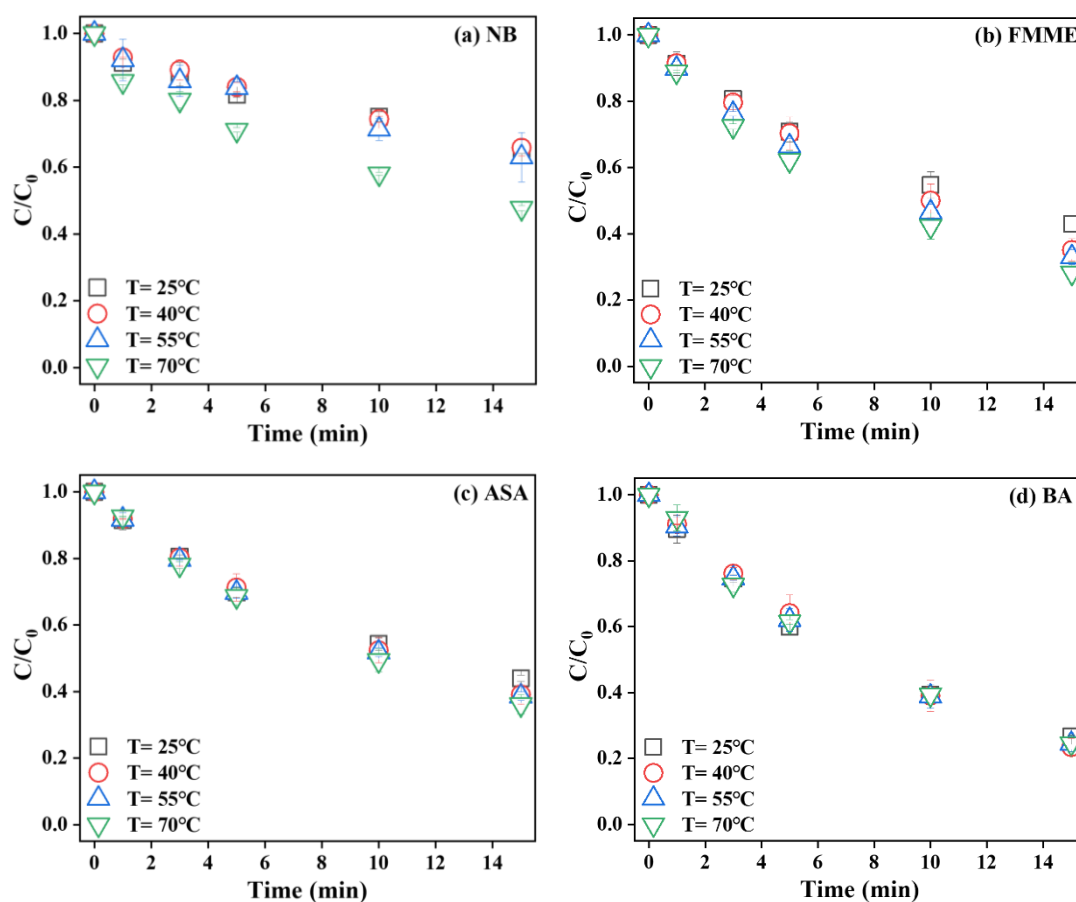 (a) NB
1.0
0.8
0.6
0.4
0.2
0.0
C/C₀
T= 25℃
T= 40℃
T= 55℃
T= 70℃
0 2 4 6 8 10 12 14
Time (min)
(b) FMME
1.0
0.8
0.6
0.4
0.2
0.0
C/C₀
T= 25℃
T= 40℃
T= 55℃
T= 70℃
0 2 4 6 8 10 12 14
Time (min)
(c) ASA
1.0
0.8
0.6
0.4
0.2
0.0
C/C₀
T= 25℃
T= 40℃
T= 55℃
T= 70℃
0 2 4 6 8 10 12 14
Time (min)
(d) BA
1.0
0.8
0.6
0.4
0.2
0.0
C/C₀
T= 25℃
T= 40℃
T= 55℃
T= 70℃
0 2 4 6 8 10 12 14
Time (min)